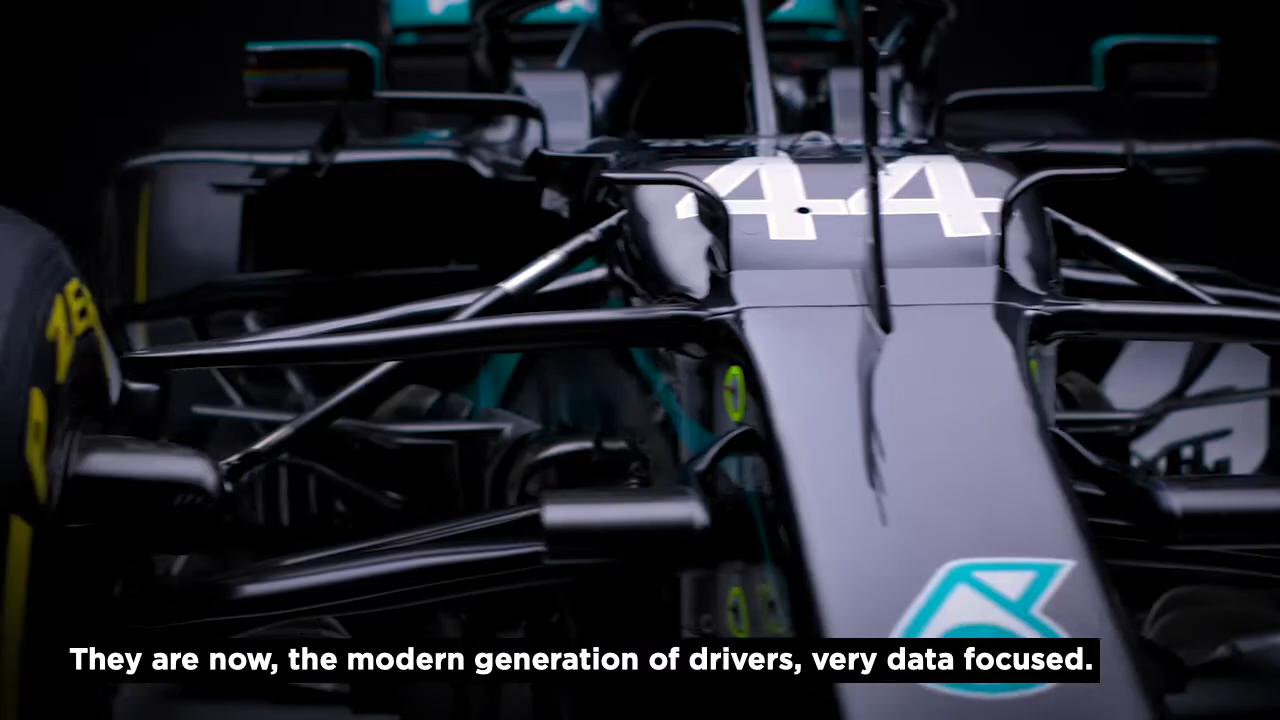 44
They are now, the modern generation of drivers, very data focused.